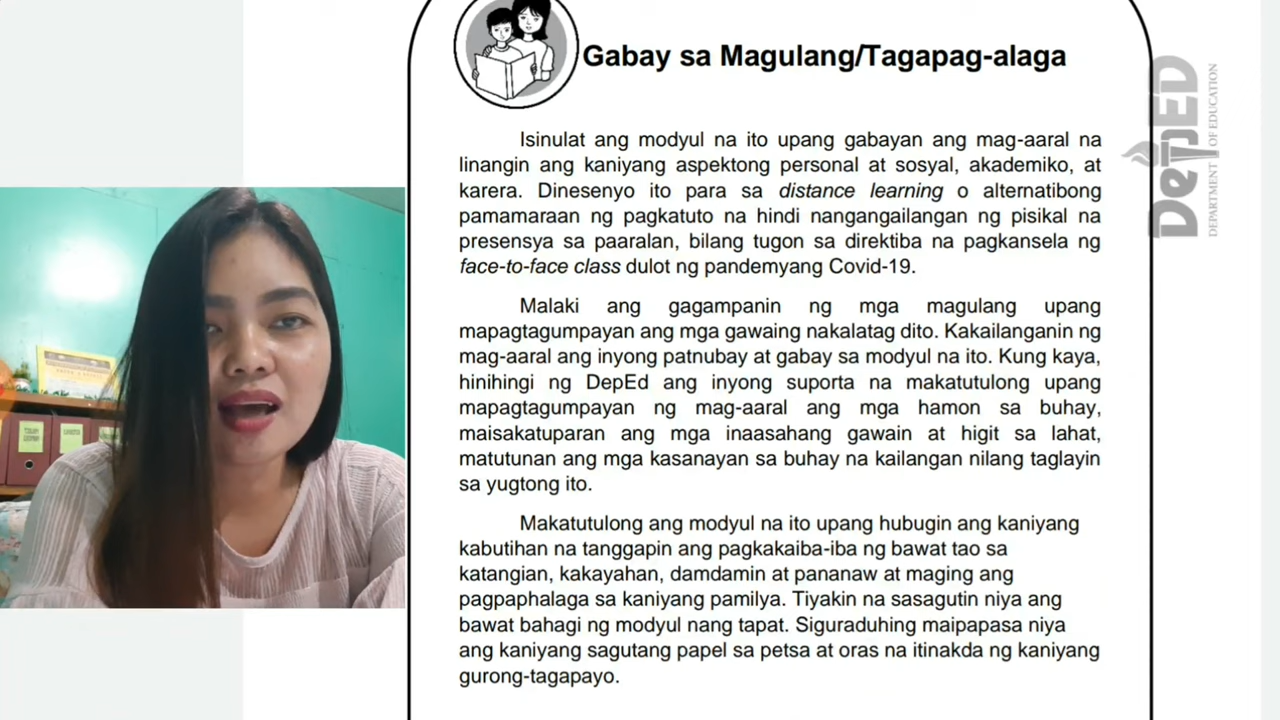 Gabay sa Magulang/Tagapag-alaga
Isinulat ang modyul na ito upang gabayan ang mag-aaral na
linangin ang kaniyang aspektong personal at sosyal, akademiko, at
karera. Dinesenyo ito para sa distance learning o alternatibong
pamamaraan ng pagkatuto na hindi nangangailangan ng pisikal na
presensya sa paaralan, bilang tugon sa direktiba na pagkansela ng
face-to-face class dulot ng pandemyang Covid-19.
Malaki ang gagampanin ng mga magulang upang
mapagtagumpayan ang mga gawaing nakalatag dito. Kakailanganin ng
mag-aaral ang inyong patnubay at gabay sa modyul na ito. Kung kaya,
hinihingi ng DepEd ang inyong suporta na makatutulong upang
mapagtagumpayan ng mag-aaral ang mga hamon sa buhay,
maisakatuparan ang mga inaasahang gawain at higit sa lahat,
matutunan ang mga kasanayan sa buhay na kailangan nilang taglayin
sa yugtong ito.
Makatutulong ang modyul na ito upang hubugin ang kaniyang
kabutihan na tanggapin ang pagkakaiba-iba ng bawat tao sa
katangian, kakayahan, damdamin at pananaw at maging ang
pagpaphalaga sa kaniyang pamilya. Tiyakin na sasagutin niya ang
bawat bahagi ng modyul nang tapat. Siguraduhing maipapasa niya
ang kaniyang sagutang papel sa petsa at oras na itinakda ng kaniyang
gurong-tagapayo.
DepED
DEPARTMENT OF EDUCATION